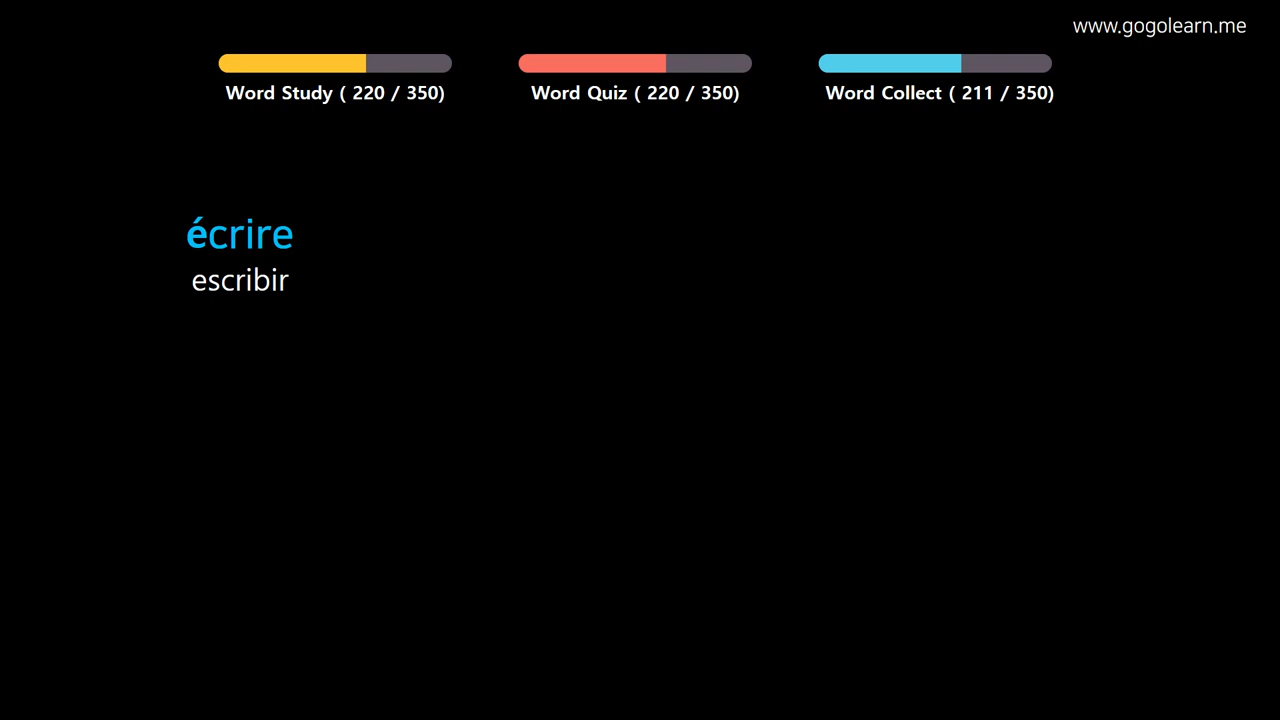 www.gogolearn.me
Word Study ( 220 / 350)
Word Quiz ( 220 / 350)
Word Collect ( 211 / 350)
écrire
escribir